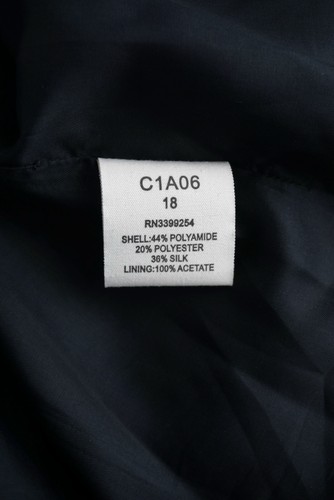 C1A06
18
RN3399254
SHELL:44% POLYAMIDE
20% POLYESTER
36% SILK
LINING:100% ACETATE